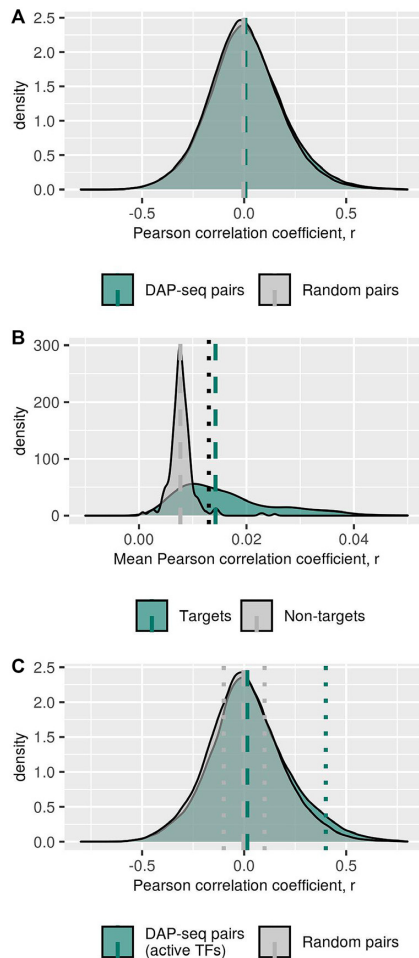 A
2.5
2.0
1.5
1.0
0.5
0.0
density
-0.5 0.0 0.5
Pearson correlation coefficient, r
DAP-seq pairs Random pairs
B
300
200
100
0
density
0.00 0.02 0.04
Mean Pearson correlation coefficient, r
Targets Non-targets
C
2.5
2.0
1.5
1.0
0.5
0.0
density
-0.5 0.0 0.5
Pearson correlation coefficient, r
DAP-seq pairs
(active TFs) Random pairs